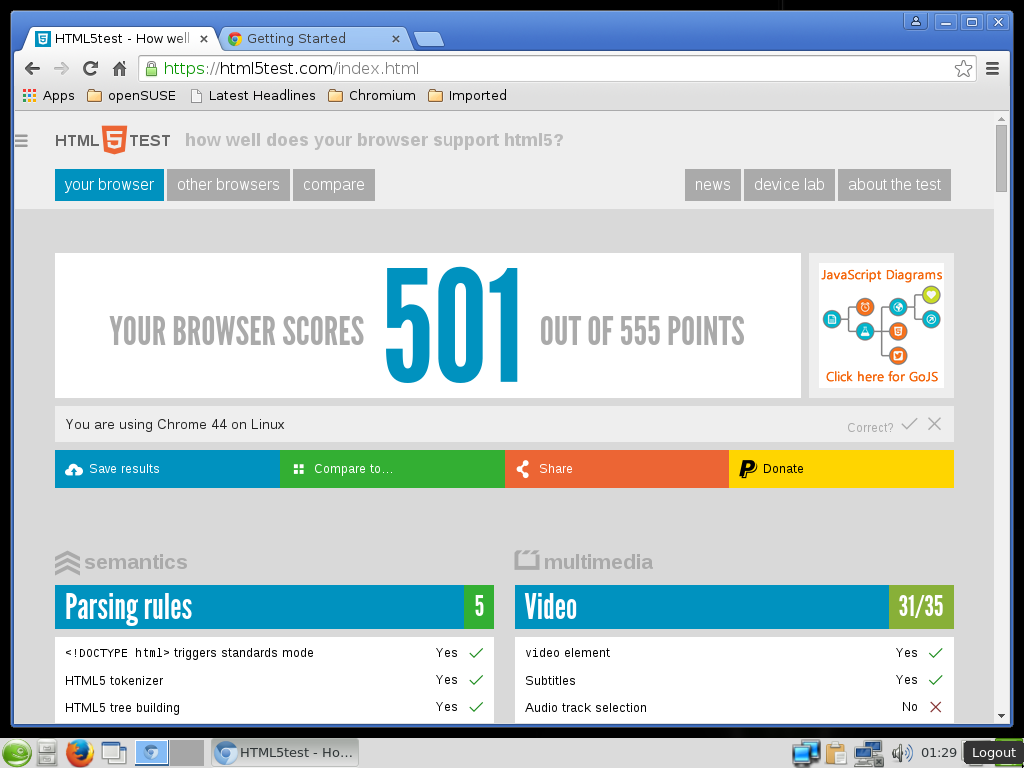 HTML5test - How well
Getting Started
https://html5test.com/index.html
Apps
openSUSE
Latest Headlines
Chromium
Imported
HTML 5 TEST
how well does your browser support html5?
your browser
other browsers
compare
news
device lab
about the test
YOUR BROWSER SCORES 501 OUT OF 555 POINTS
JavaScript Diagrams
Click here for GoJS
You are using Chrome 44 on Linux
Correct?
Save results
Compare to...
Share
Donate
semantics
Parsing rules 5
<!DOCTYPE html> triggers standards mode Yes
HTML5 tokenizer Yes
HTML5 tree building Yes
multimedia
Video 31/35
video element Yes
Subtitles Yes
Audio track selection No
HTML5test - Ho...
01:29
Logout